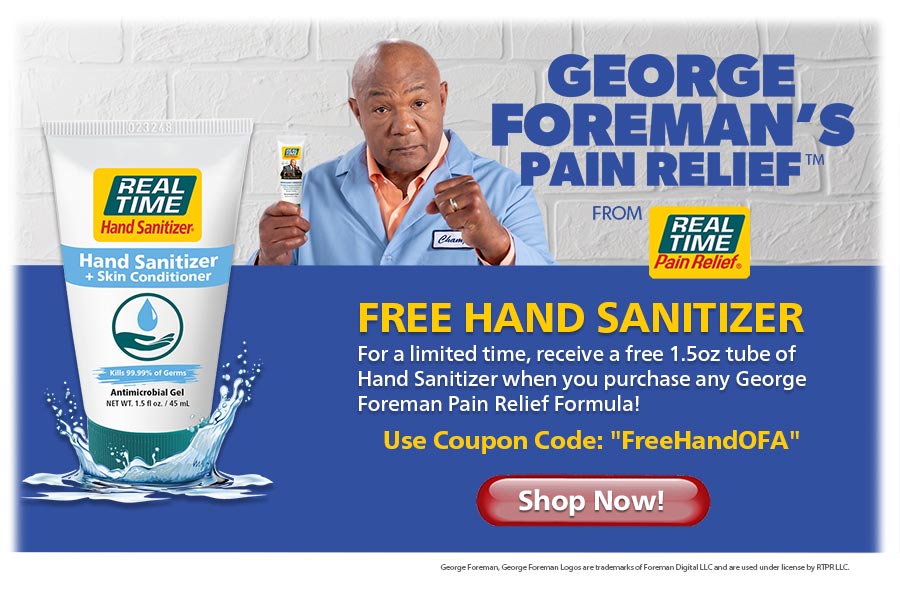 GEORGE
FOREMAN'S
PAIN RELIEF™
FROM
REAL
TIME
Pain Relief®
023248
REAL
TIME
Hand Sanitizer®
Hand Sanitizer
+ Skin Conditioner
Kills 99.99% of Germs
Antimicrobial Gel
NET WT. 1.5 fl oz. / 45 mL
REAL
TIME
Champ
FREE HAND SANITIZER
For a limited time, receive a free 1.5oz tube of
Hand Sanitizer when you purchase any George
Foreman Pain Relief Formula!
Use Coupon Code: "FreeHandOFA"
Shop Now!
George Foreman, George Foreman Logos are trademarks of Foreman Digital LLC and are used under license by RTPR LLC.